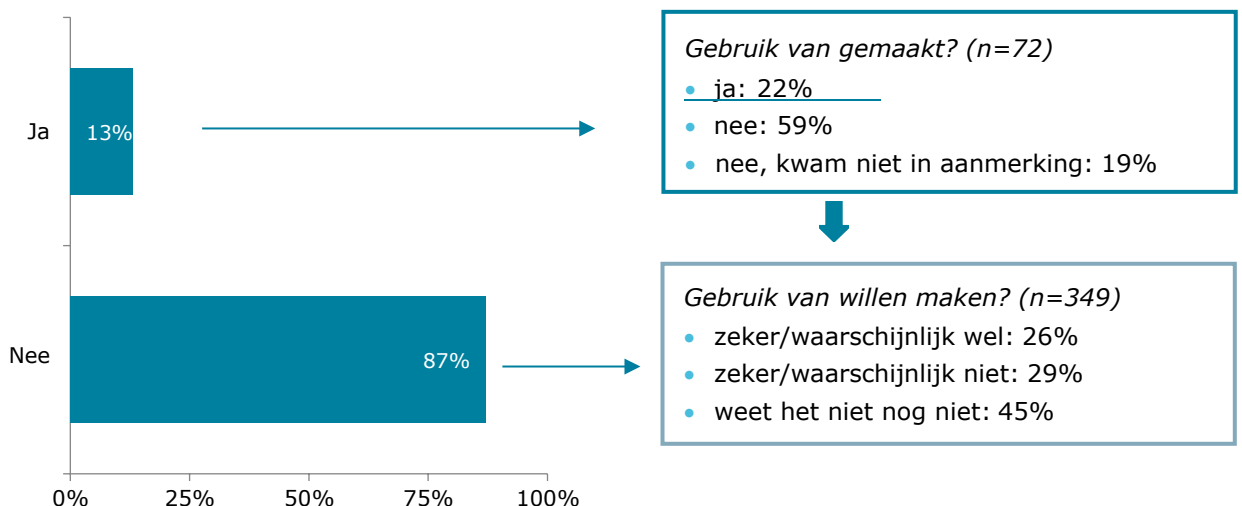 Gebruik van gemaakt? (n=72)
• ja: 22%
Ja
13%
• nee: 59%
• nee, kwam niet in aanmerking: 19%
Gebruik van willen maken? (n=349)
• zeker/waarschijnlijk wel: 26%
Nee
87%
• zeker/waarschijnlijk niet: 29%
• weet het niet nog niet: 45%
0% 25% 50% 75% 100%